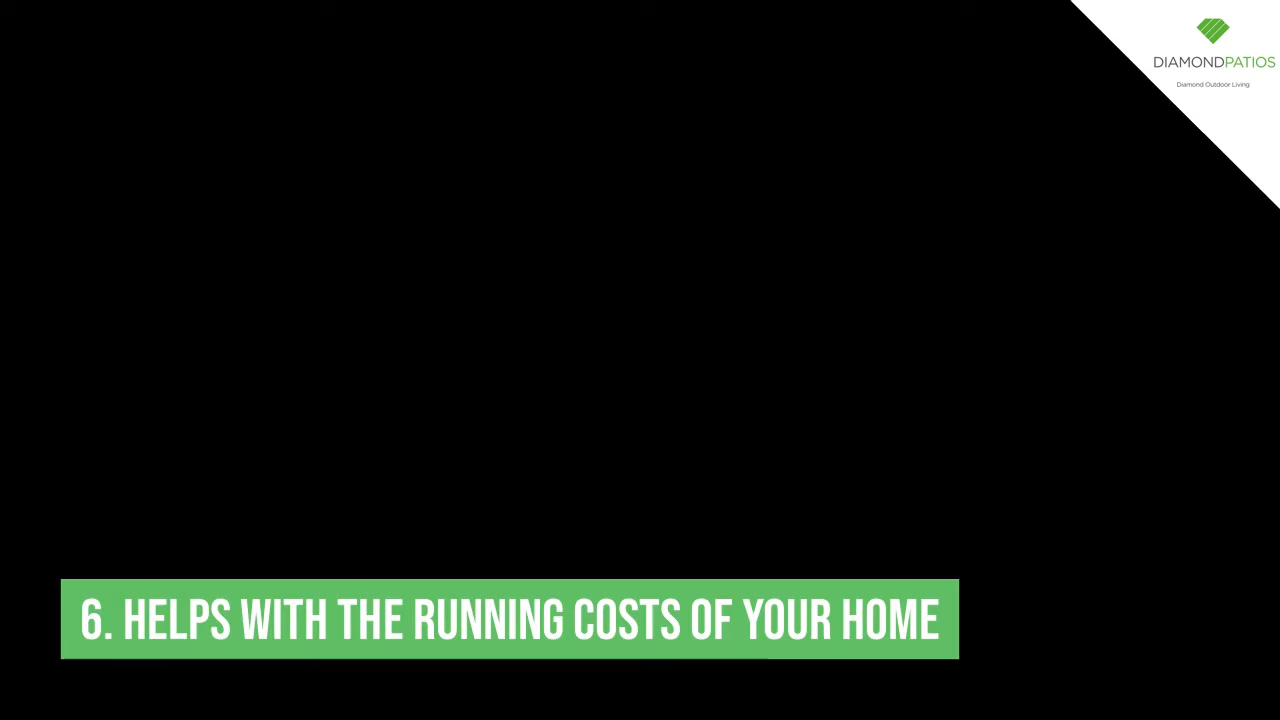 DIAMONDPATIOS
Diamond Outdoor Living
6. HELPS WITH THE RUNNING COSTS OF YOUR HOME